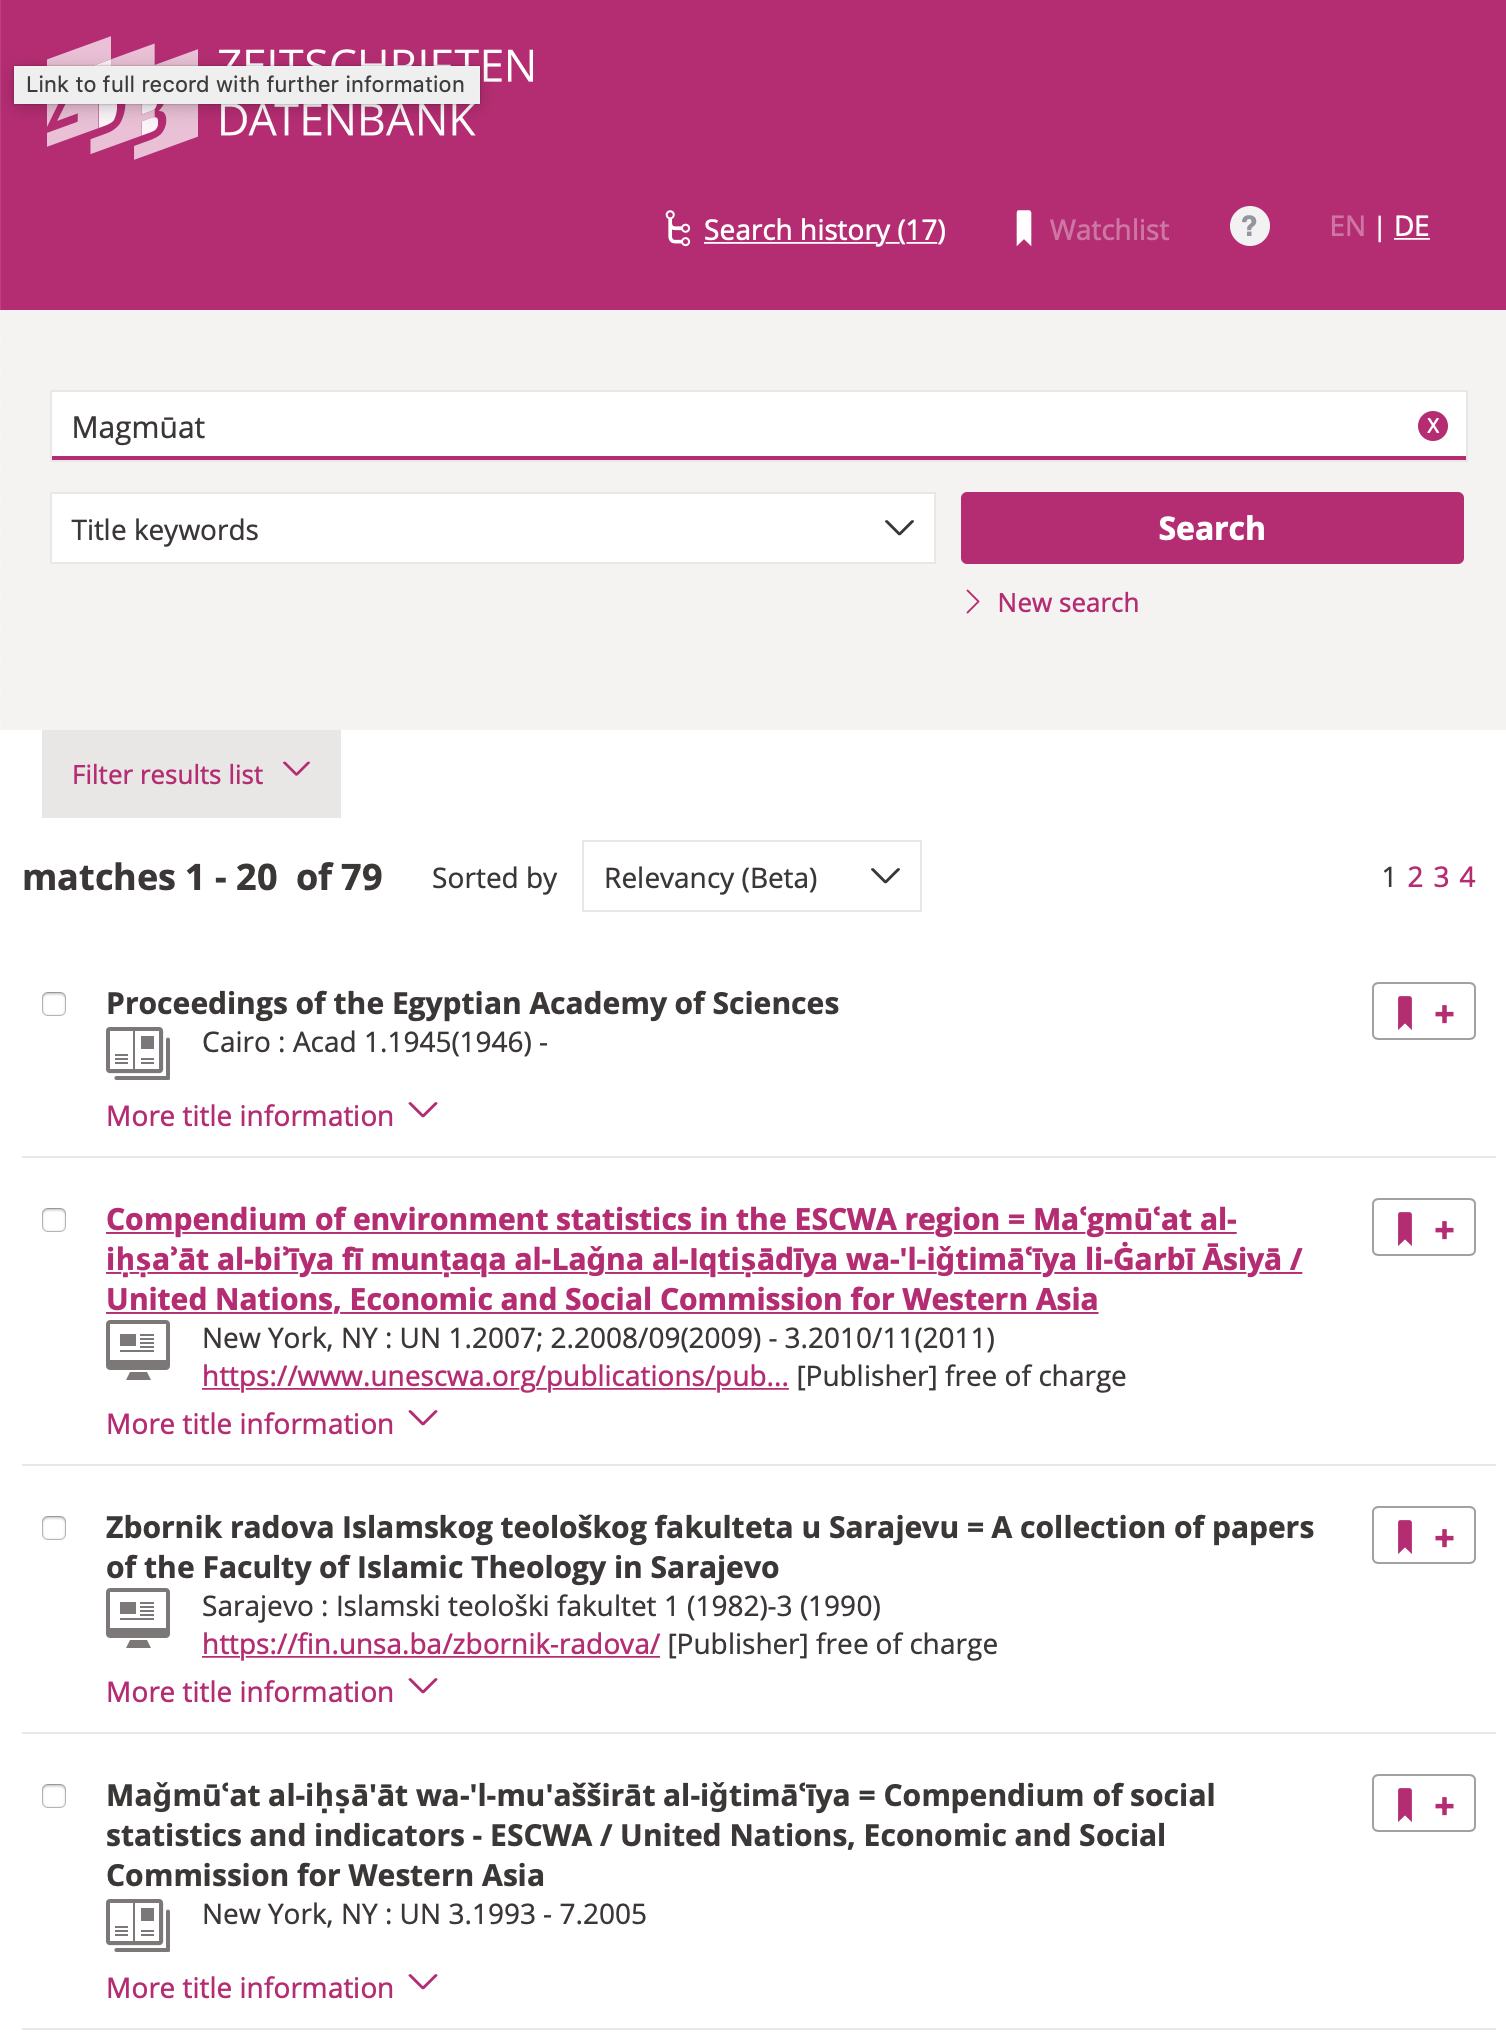 ZEITSCHRIFTEN
Link to full record with further information
DATENBANK
Search history (17)
Watchlist
?
EN | DE
Magmūat
X
Title keywords
Search
New search
Filter results list
matches 1 - 20 of 79
Sorted by
Relevancy (Beta)
1 2 3 4
Proceedings of the Egyptian Academy of Sciences
+
Cairo : Acad 1.1945(1946) -
More title information
Compendium of environment statistics in the ESCWA region = Maʿgmūʿat al-
+
iḥṣaʾāt al-biʾīya fī munṭaqa al-Laǧna al-Iqtiṣādīya wa-'l-iǧtimāʿīya li-Ġarbī Āsiyā /
United Nations, Economic and Social Commission for Western Asia
New York, NY : UN 1.2007; 2.2008/09(2009) - 3.2010/11(2011)
https://www.unescwa.org/publications/pub... [Publisher] free of charge
More title information
Zbornik radova Islamskog teološkog fakulteta u Sarajevu = A collection of papers
+
of the Faculty of Islamic Theology in Sarajevo
Sarajevo : Islamski teološki fakultet 1 (1982)-3 (1990)
https://fin.unsa.ba/zbornik-radova/ [Publisher] free of charge
More title information
Maǧmūʿat al-iḥṣā'āt wa-'l-mu'ašširāt al-iǧtimāʿīya = Compendium of social
+
statistics and indicators - ESCWA / United Nations, Economic and Social
Commission for Western Asia
New York, NY : UN 3.1993 - 7.2005
More title information